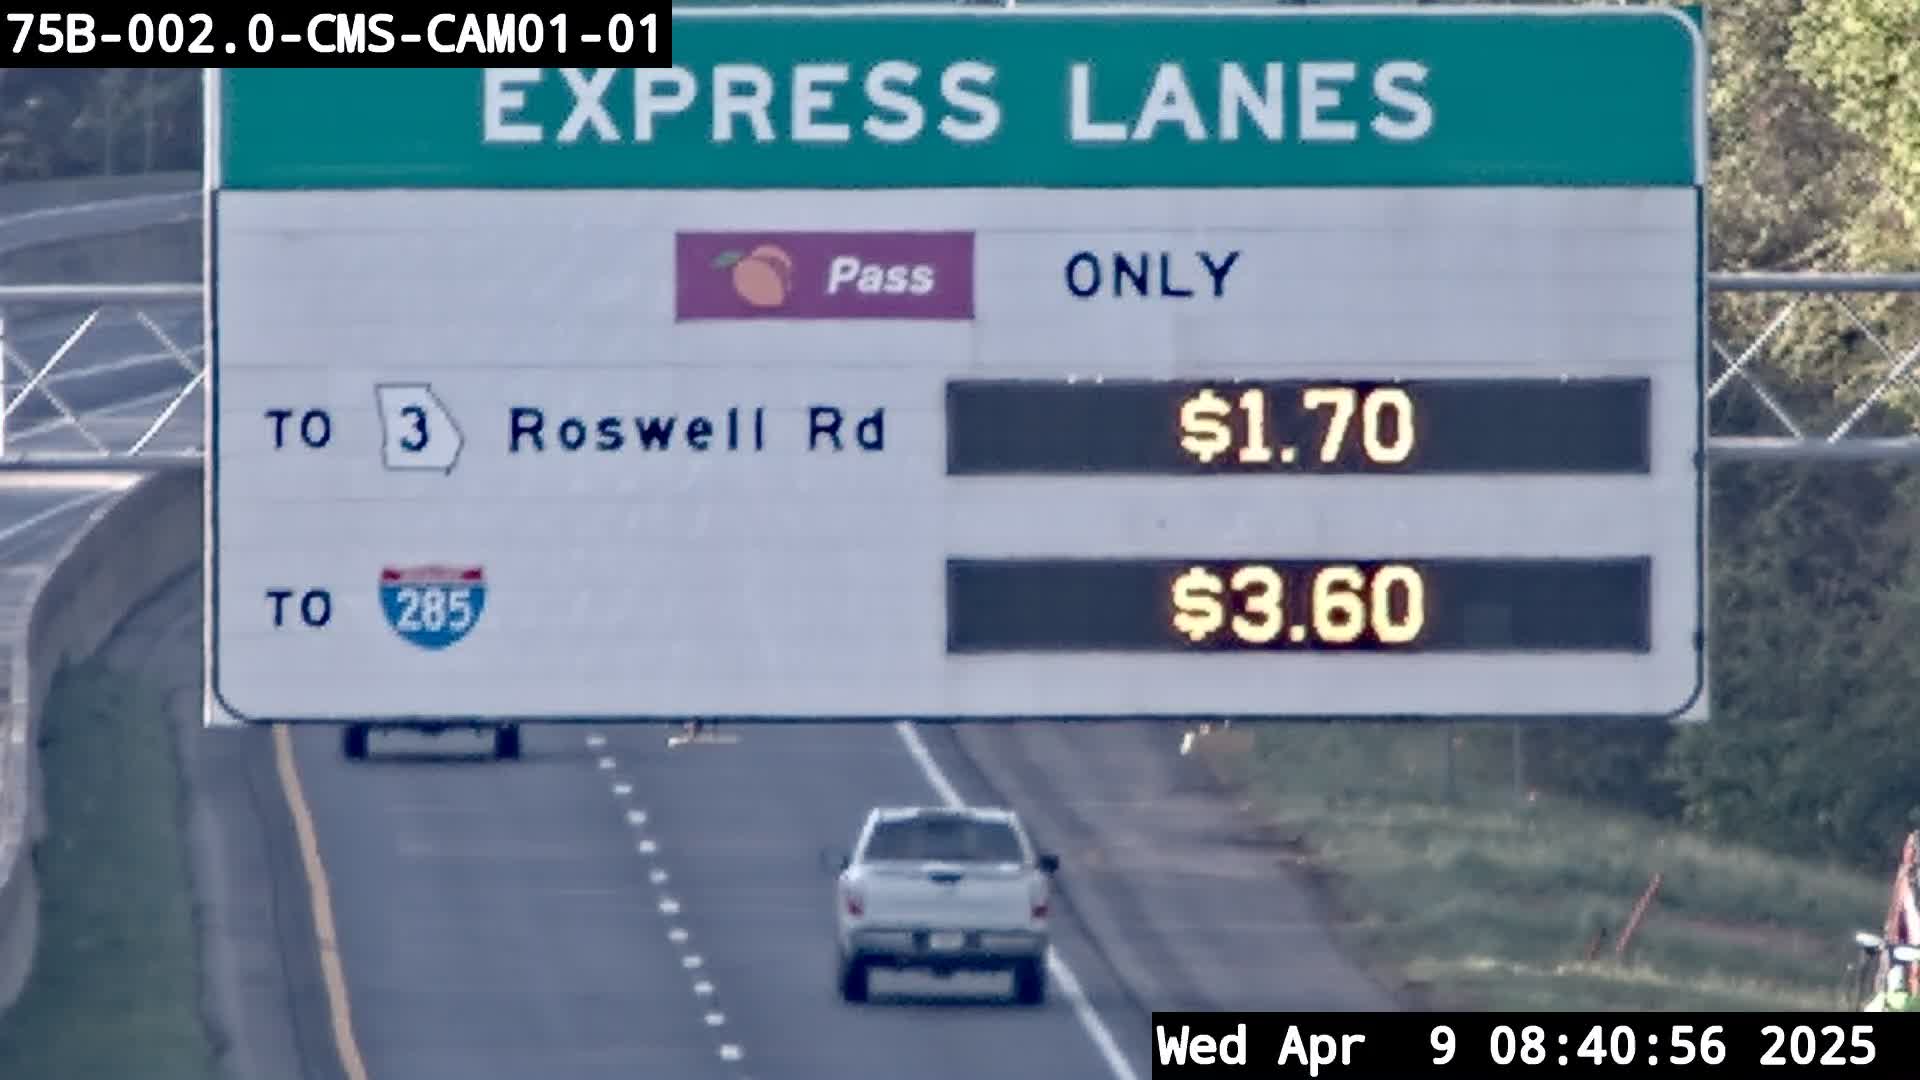 75B-002.0-CMS-CAM01-01
EXPRESS LANES
Pass ONLY
TO 3 Roswell Rd $1.70
TO 285 $3.60
Wed Apr 9 08:40:56 2025